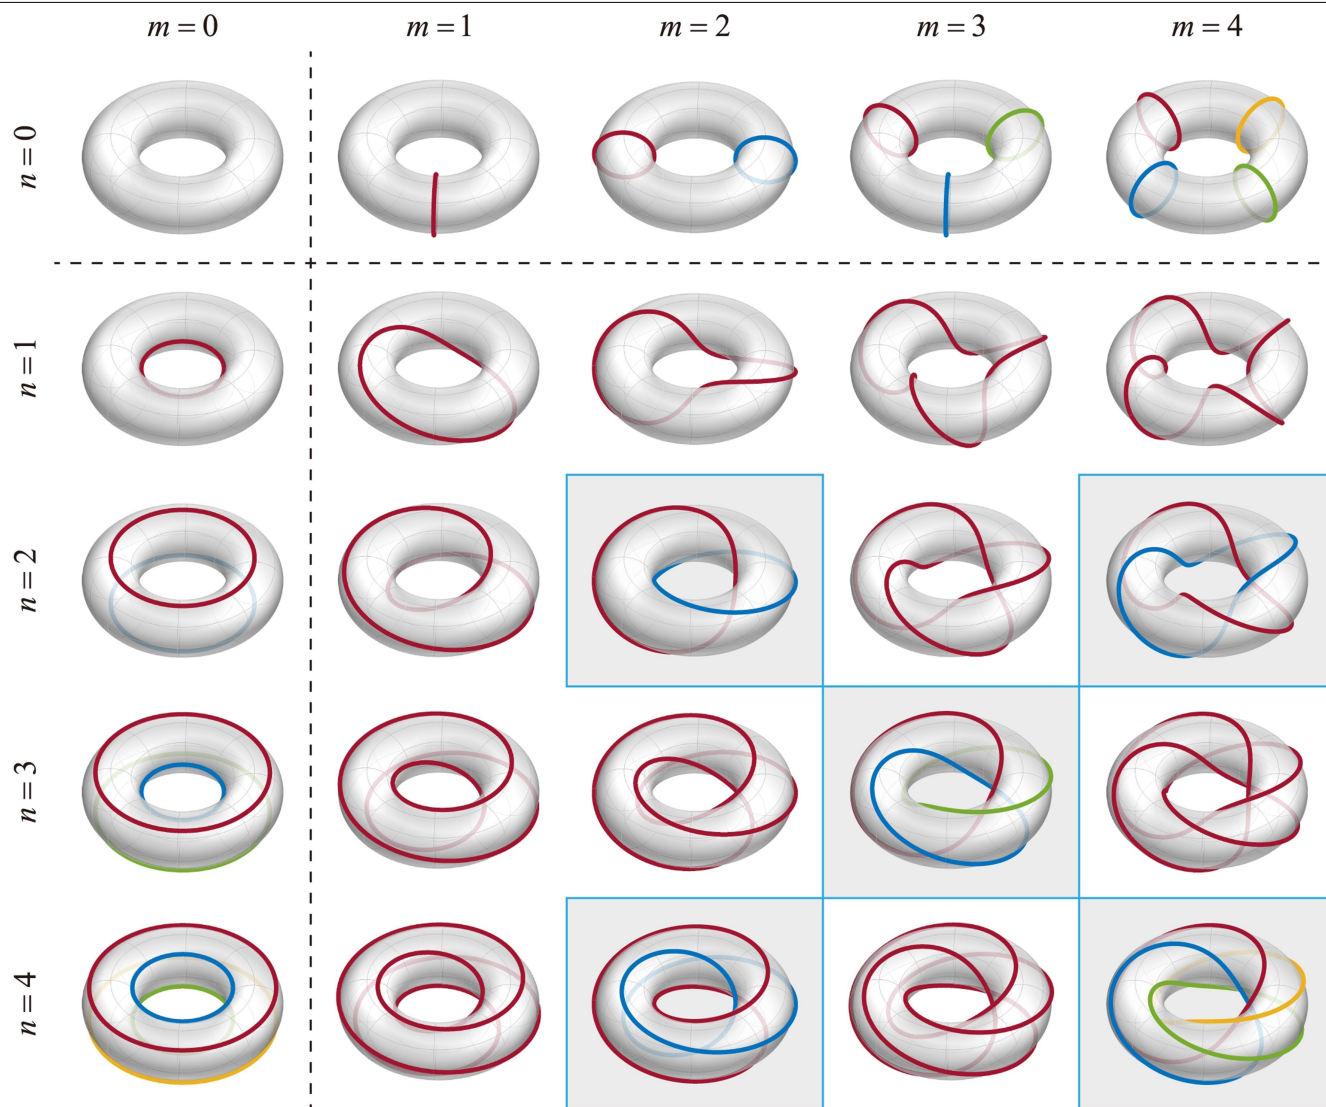 m = 0 m = 1 m = 2 m = 3 m = 4
n = 0
n = 1
n = 2
n = 3
n = 4